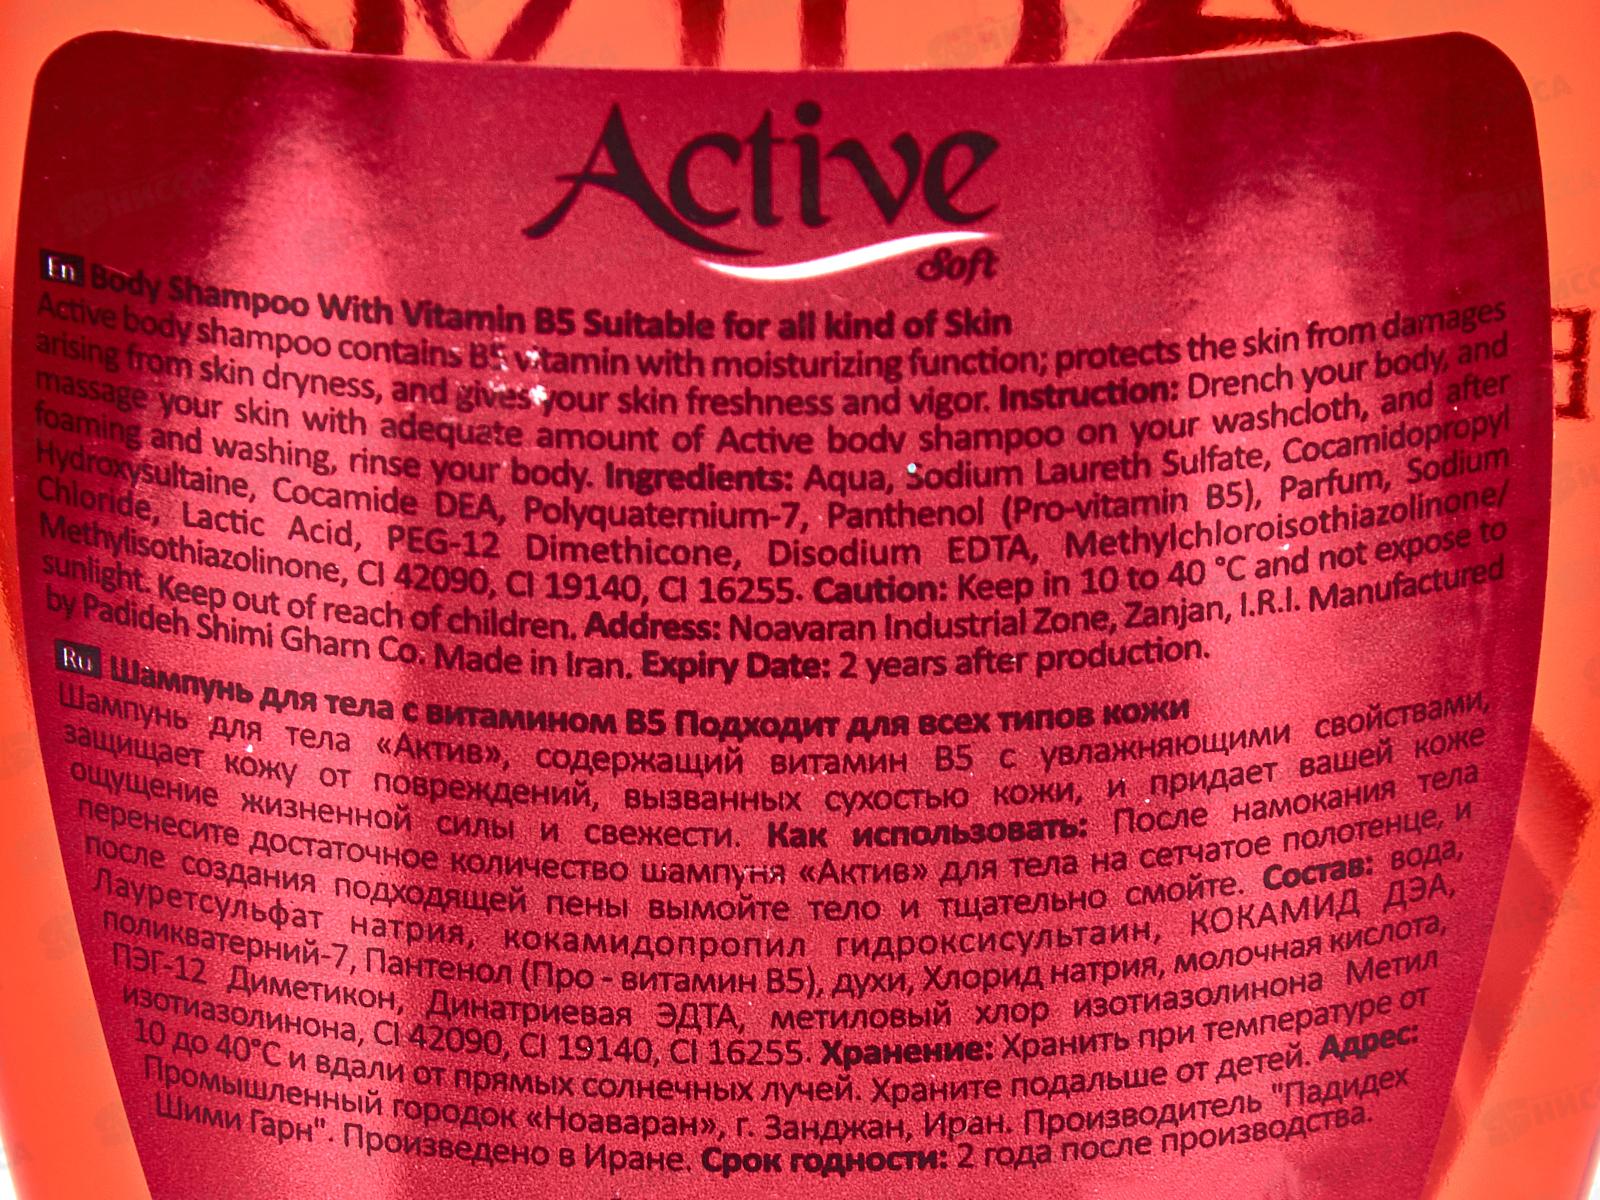 Active
Soft
En Body Shampoo With Vitamin B5 Suitable for all kind of Skin
Active body shampoo contains B5 vitamin with moisturizing function; protects the skin from damages
arising from skin dryness, and gives your skin freshness and vigor. Instruction: Drench your body, and
massage your skin with adequate amount of Active body shampoo on your washcloth, and after
foaming and washing, rinse your body. Ingredients: Aqua, Sodium Laureth Sulfate, Cocamidopropyl
Hydroxysultaine, Cocamide DEA, Polyquaternium-7, Panthenol (Pro-vitamin B5), Parfum, Sodium
Chloride, Lactic Acid, PEG-12 Dimethicone, Disodium EDTA, Methylchloroisothiazolinone/
Methylisothiazolinone, CI 42090, CI 19140, CI 16255. Caution: Keep in 10 to 40 °C and not expose to
sunlight. Keep out of reach of children. Address: Noavaran Industrial Zone, Zanjan, I.R.I. Manufactured
by Padideh Shimi Gharn Co. Made in Iran. Expiry Date: 2 years after production.
Ru Шампунь для тела с витамином B5 Подходит для всех типов кожи
Шампунь для тела «Актив», содержащий витамин B5 с увлажняющими свойствами,
защищает кожу от повреждений, вызванных сухостью кожи, и придает вашей коже
ощущение жизненной силы и свежести. Как использовать: После намокания тела
перенесите достаточное количество шампуня «Актив» для тела на сетчатое полотенце, и
после создания подходящей пены вымойте тело и тщательно смойте. Состав: вода,
Лауретсульфат натрия, кокамидопропил гидроксисультаин, КОКАМИД ДЭА,
поликватерний-7, Пантенол (Про - витамин B5), духи, Хлорид натрия, молочная кислота,
ПЭГ-12 Диметикон, Динатриевая ЭДТА, метиловый хлор изотиазолинона Метил
изотиазолинона, CI 42090, CI 19140, CI 16255. Хранение: Хранить при температуре от
10 до 40°C и вдали от прямых солнечных лучей. Храните подальше от детей. Адрес:
Промышленный городок «Ноаваран», г. Занджан, Иран. Производитель "Падидех
Шими Гарн". Произведено в Иране. Срок годности: 2 года после производства.